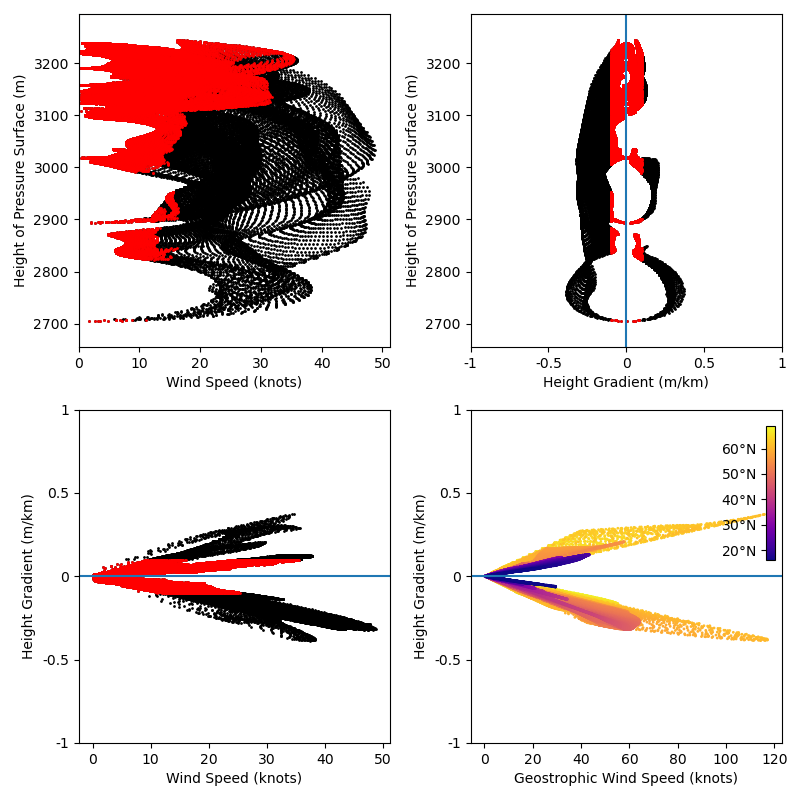 Height of Pressure Surface (m)
3200
3100
3000
2900
2800
2700
0 10 20 30 40 50
Wind Speed (knots)
Height of Pressure Surface (m)
3200
3100
3000
2900
2800
2700
-1 -0.5 0 0.5 1
Height Gradient (m/km)
Height Gradient (m/km)
1
0.5
0
-0.5
-1
0 10 20 30 40 50
Wind Speed (knots)
Height Gradient (m/km)
1
0.5
0
-0.5
-1
60°N
50°N
40°N
30°N
20°N
0 20 40 60 80 100 120
Geostrophic Wind Speed (knots)